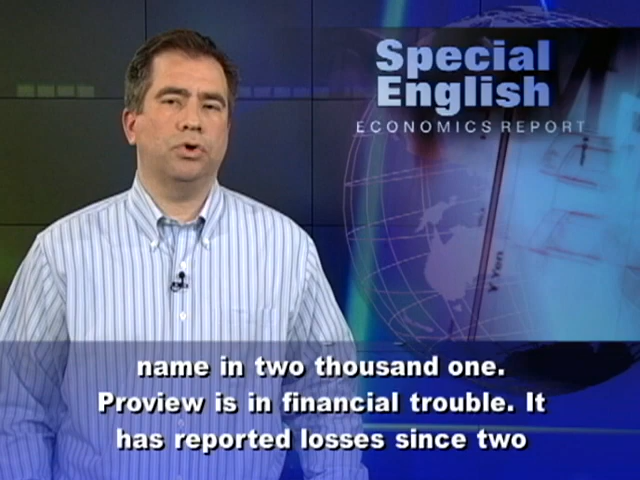 Special
English
ECONOMICS REPORT
Y Yen
name in two thousand one.
Proview is in financial trouble. It
has reported losses since two